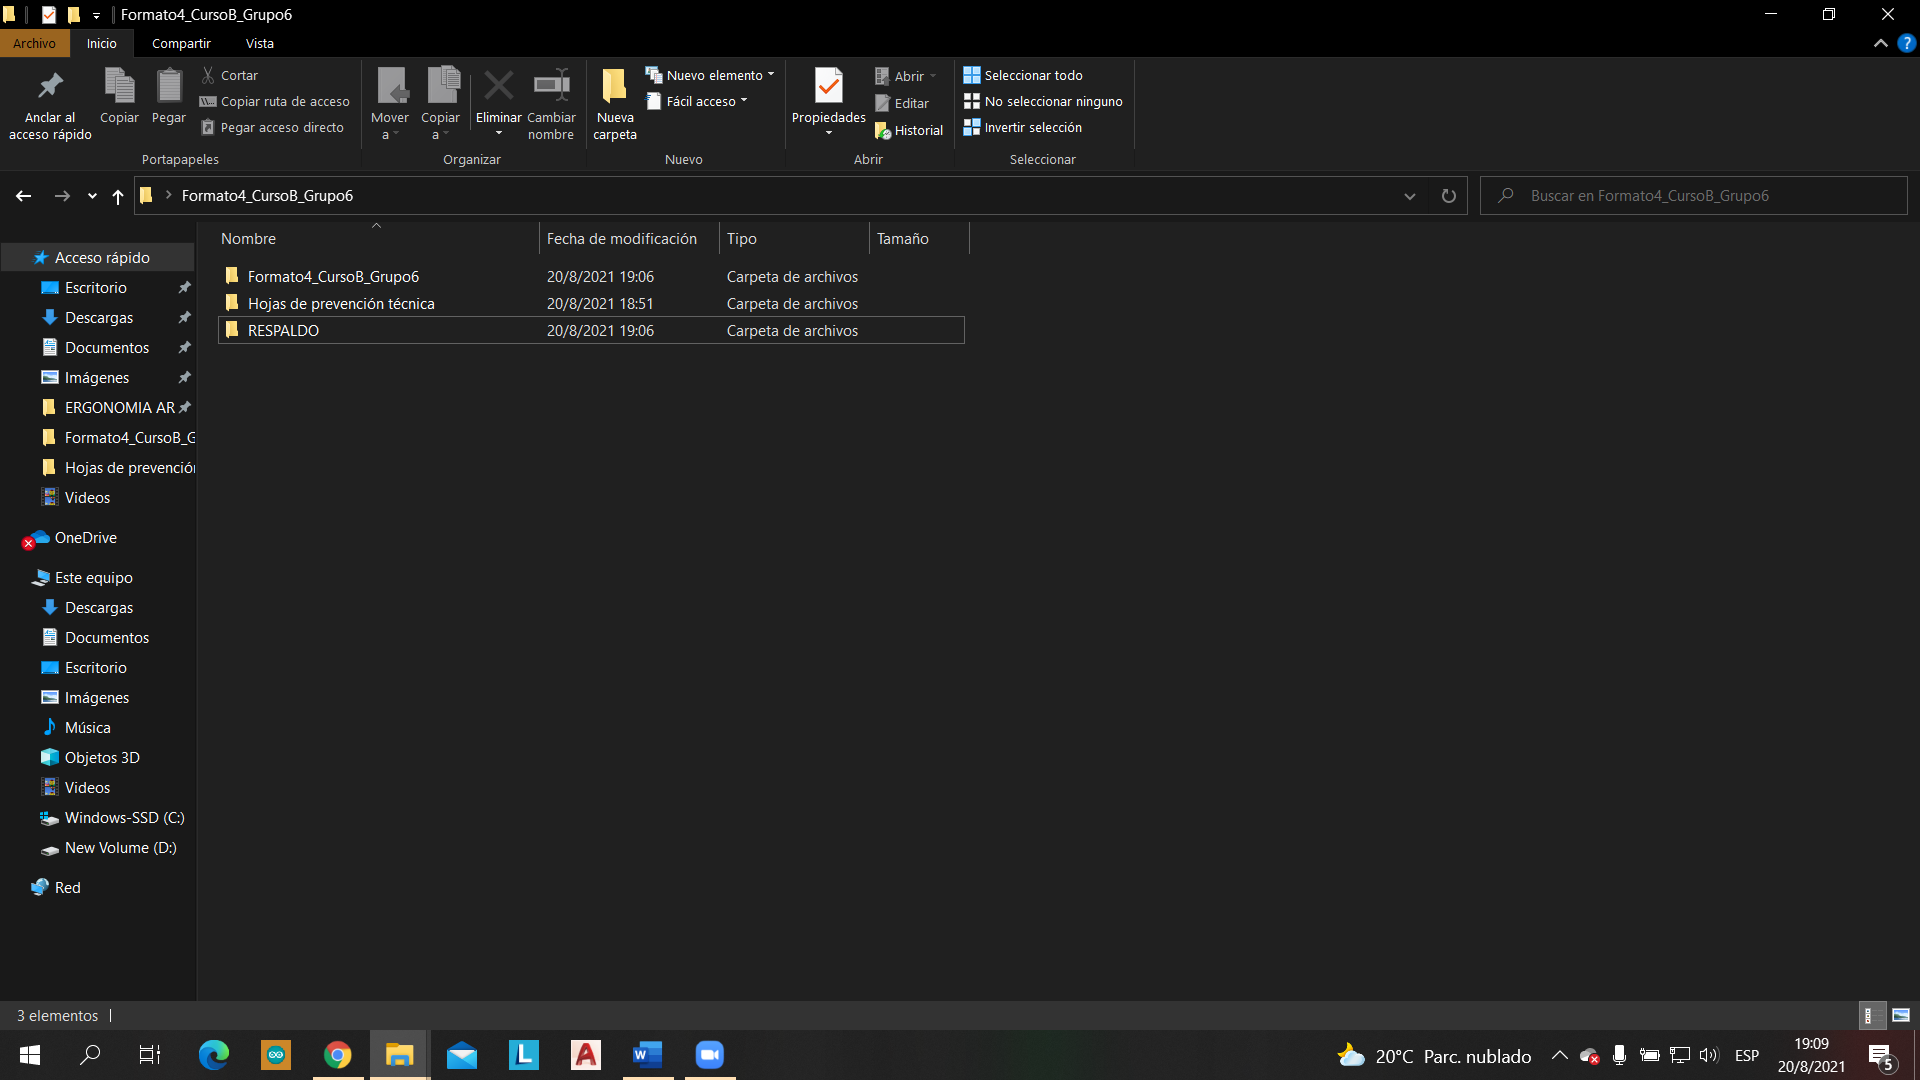 Formato4_CursoB_Grupo6
Archivo Inicio Compartir Vista
Anclar al acceso rápido
Copiar
Pegar
Cortar
Copiar ruta de acceso
Pegar acceso directo
Portapapeles
Mover a
Copiar a
Eliminar
Cambiar nombre
Organizar
Nueva carpeta
Nuevo elemento
Fácil acceso
Nuevo
Propiedades
Abrir
Editar
Historial
Abrir
Seleccionar todo
No seleccionar ninguno
Invertir selección
Seleccionar
Formato4_CursoB_Grupo6
Buscar en Formato4_CursoB_Grupo6
Nombre Fecha de modificación Tipo Tamaño
Formato4_CursoB_Grupo6 20/8/2021 19:06 Carpeta de archivos
Hojas de prevención técnica 20/8/2021 18:51 Carpeta de archivos
RESPALDO 20/8/2021 19:06 Carpeta de archivos
Acceso rápido
Escritorio
Descargas
Documentos
Imágenes
ERGONOMIA AR
Formato4_CursoB_G
Hojas de prevención
Videos
OneDrive
Este equipo
Descargas
Documentos
Escritorio
Imágenes
Música
Objetos 3D
Videos
Windows-SSD (C:)
New Volume (D:)
Red
3 elementos
20°C Parc. nublado
ESP
19:09
20/8/2021
5